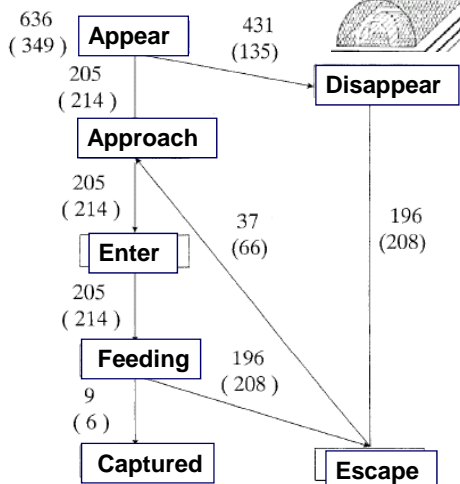 636
( 349 )
Appear
431
(135)
Disappear
205
( 214 )
Approach
205
( 214 )
37
(66)
196
(208)
Enter
205
( 214 )
Feeding
196
( 208 )
9
( 6 )
Captured
Escape